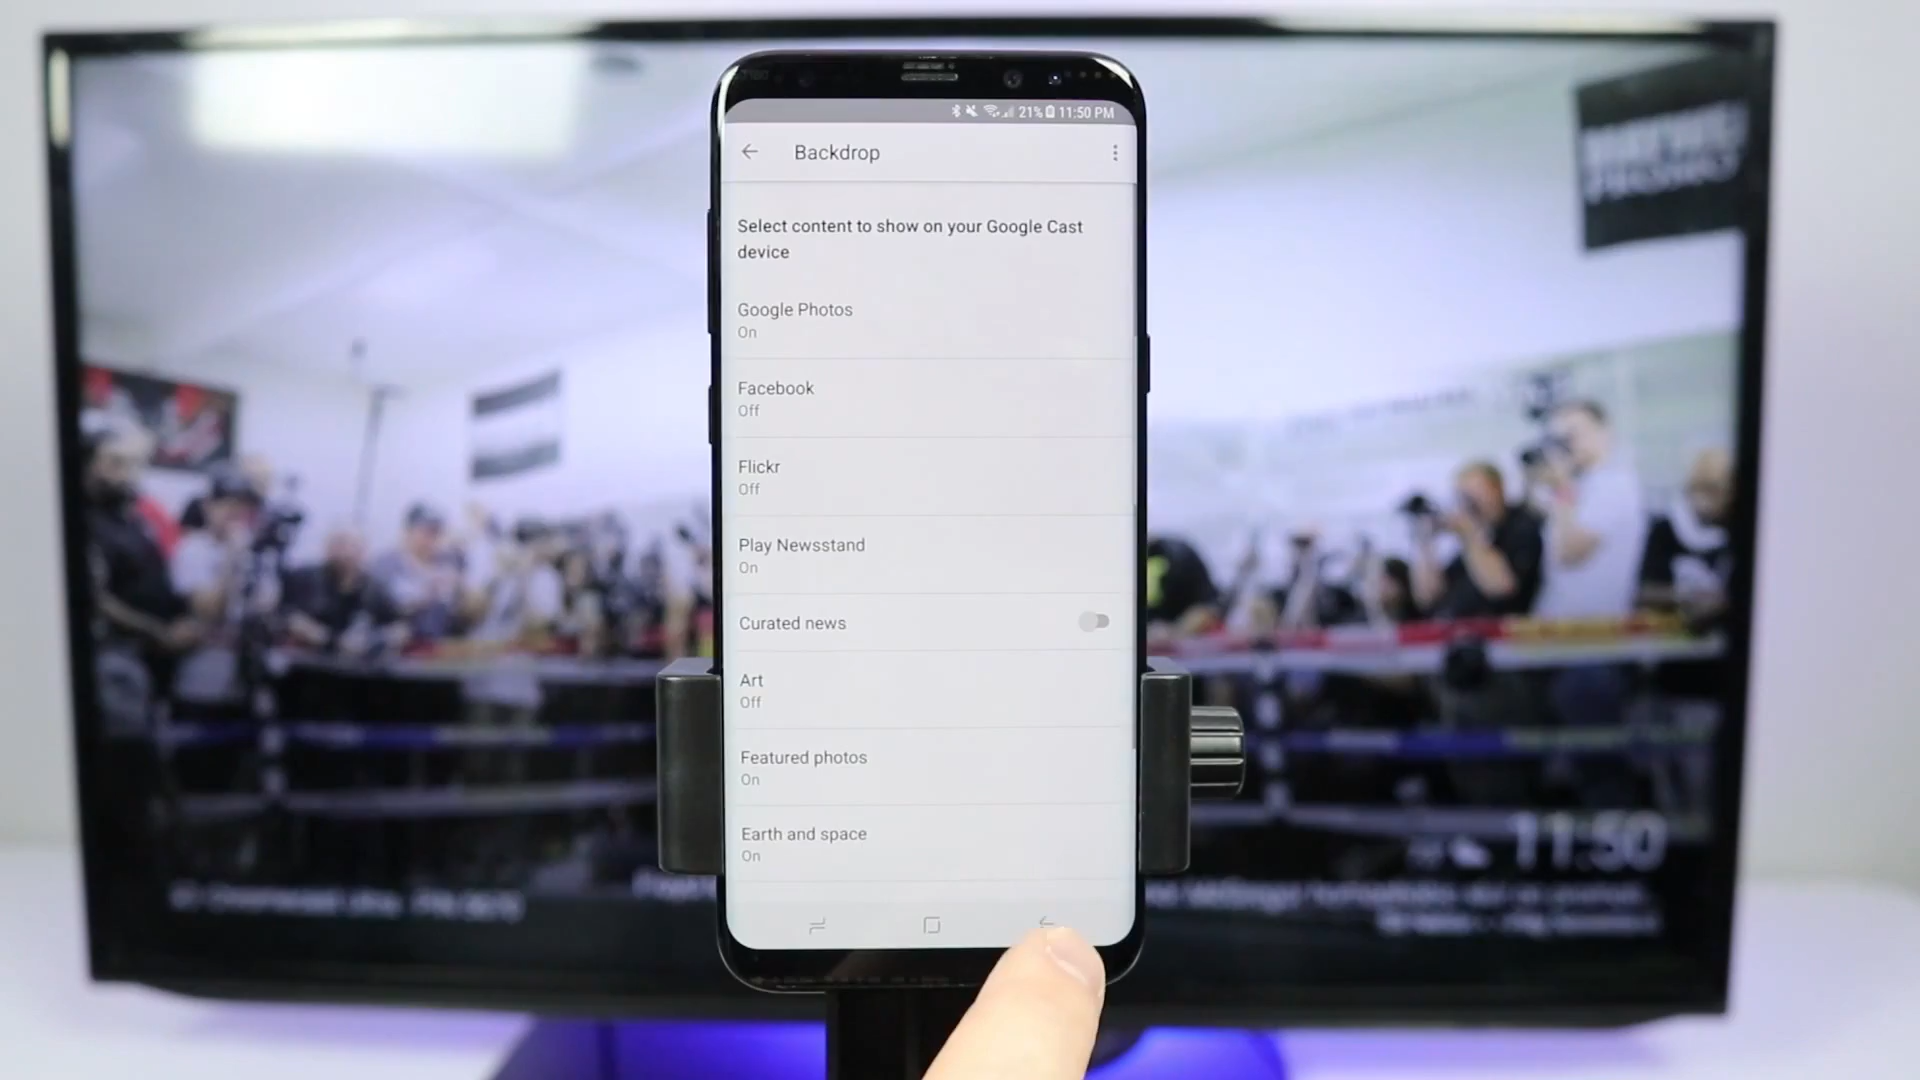 21% 11:50 PM
Backdrop
Select content to show on your Google Cast
device
Google Photos
On
Facebook
Off
Flickr
Off
Play Newsstand
On
Curated news
Art
Off
Featured photos
On
Earth and space
On
11:50